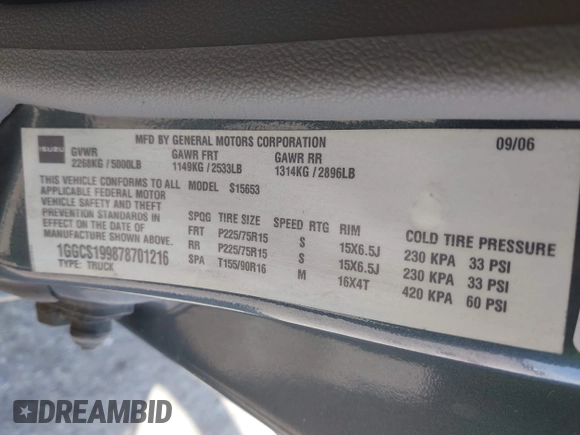 MFD BY GENERAL MOTORS CORPORATION 09/06
ISUZU GVWR GAWR FRT GAWR RR
2268KG / 5000LB 1149KG / 2533LB 1314KG / 2896LB
THIS VEHICLE CONFORMS TO ALL MODEL S15653
APPLICABLE FEDERAL MOTOR
VEHICLE SAFETY AND THEFT
PREVENTION STANDARDS IN
EFFECT ON THE DATE OF
MANUFACTURE SHOWN ABOVE.
1GGCS199878701216
TYPE: TRUCK
SPQG TIRE SIZE SPEED RTG RIM COLD TIRE PRESSURE
FRT P225/75R15 S 15X6.5J 230 KPA 33 PSI
RR P225/75R15 S 15X6.5J 230 KPA 33 PSI
SPA T155/90R16 M 16X4T 420 KPA 60 PSI
DREAMBID